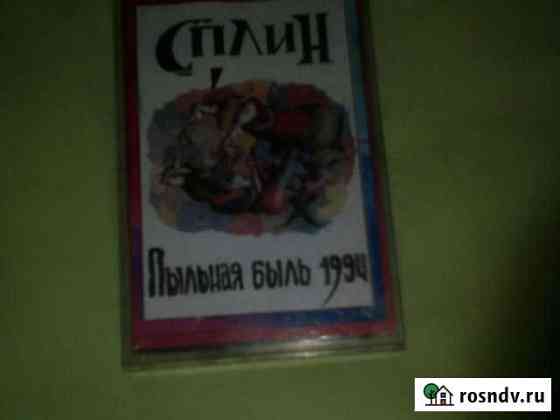 Сплин
Пыльная быль 1994
rosndv.ru